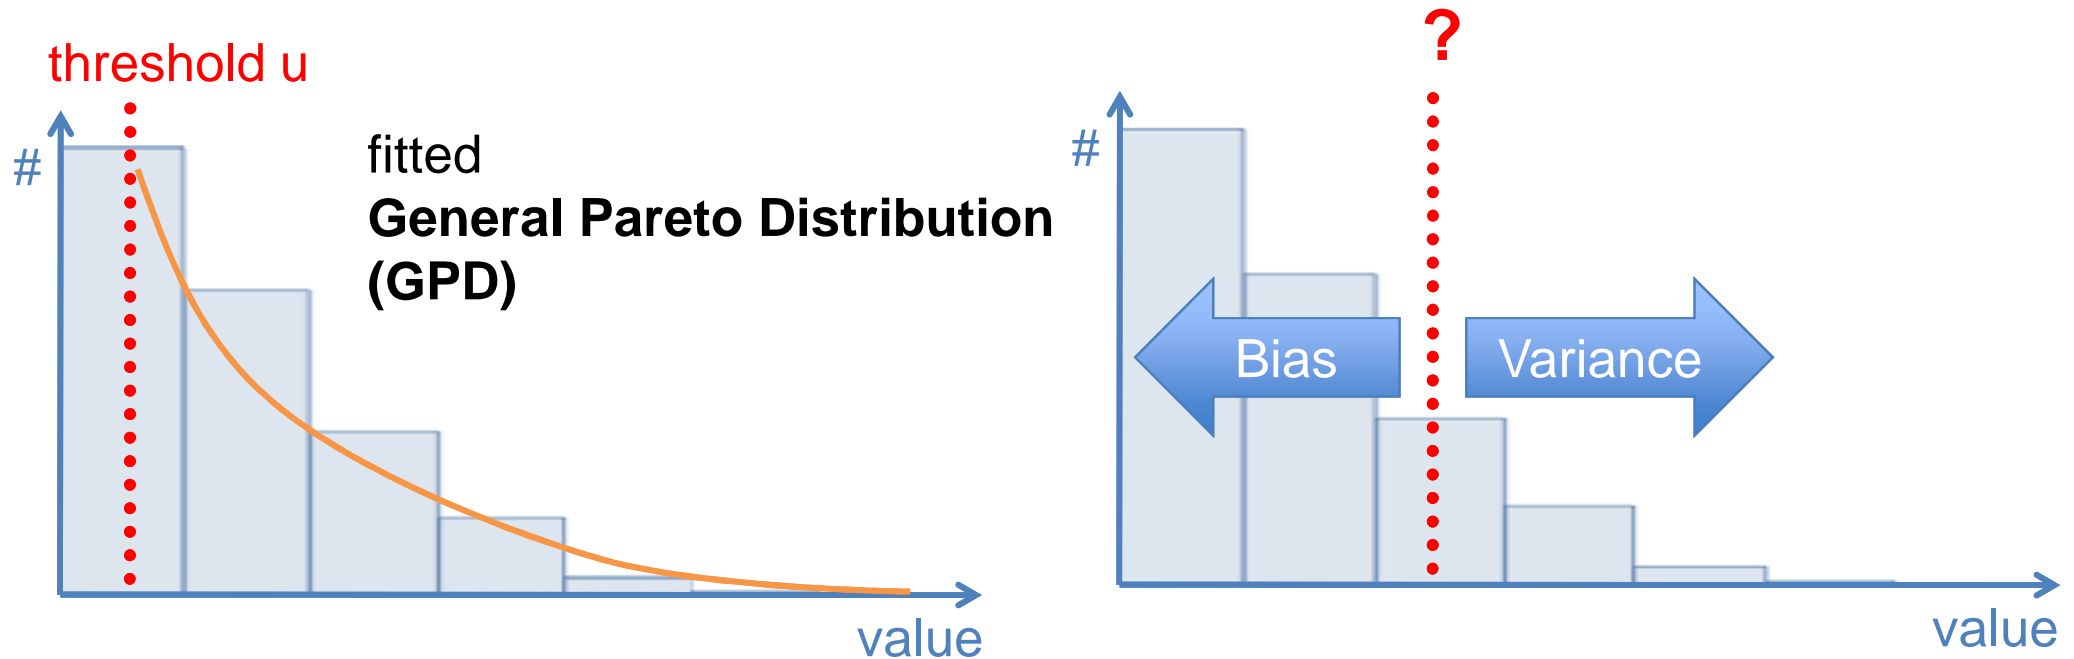 threshold u
#
fitted
General Pareto Distribution
(GPD)
value
?
#
Bias
Variance
value